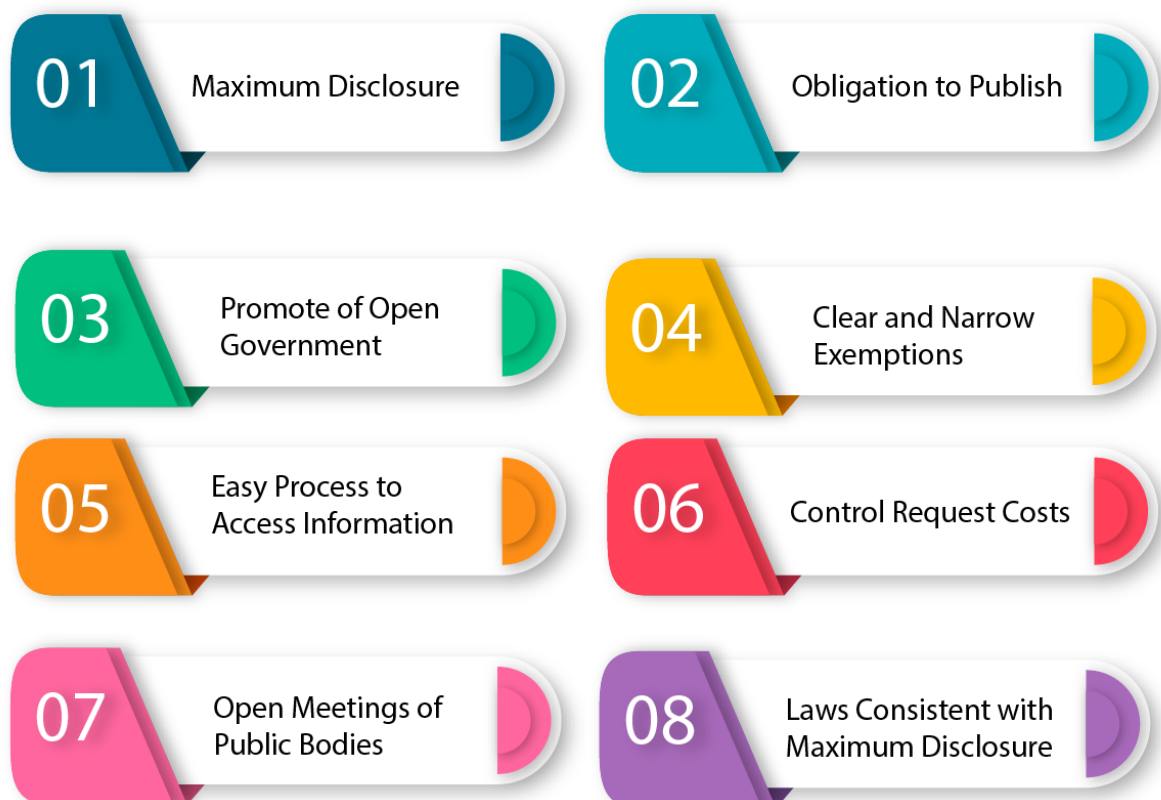 01
Maximum Disclosure
02
Obligation to Publish
03
Promote of Open
Government
04
Clear and Narrow
Exemptions
05
Easy Process to
Access Information
06
Control Request Costs
07
Open Meetings of
Public Bodies
08
Laws Consistent with
Maximum Disclosure